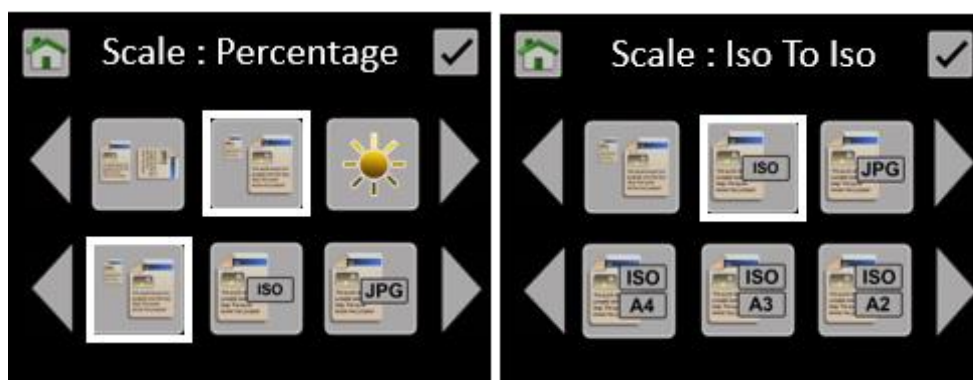 Scale : Percentage
ISO
JPG
Scale : Iso To Iso
ISO
JPG
ISO
A4
ISO
A3
ISO
A2